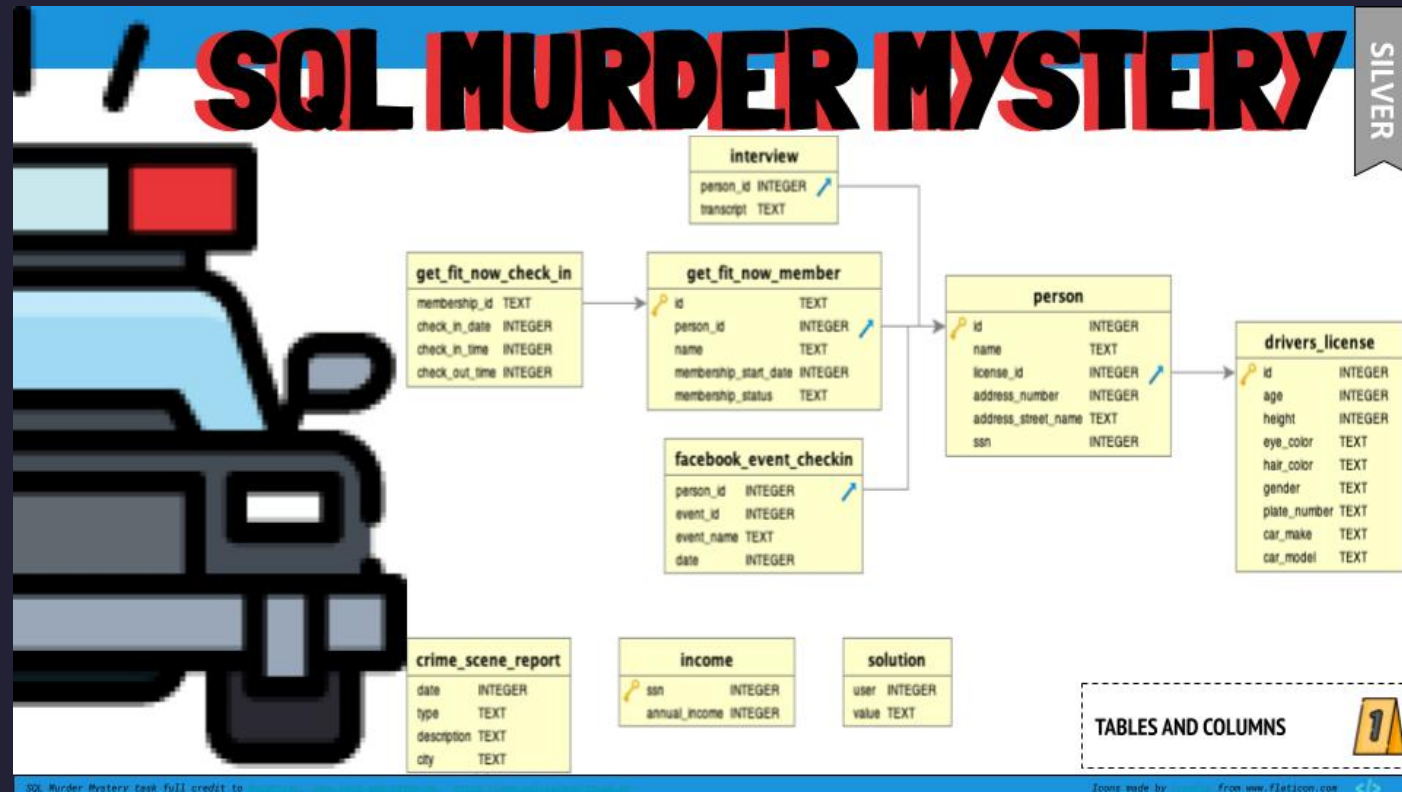 SQL MURDER MYSTERY
SILVER
interview
person_id INTEGER
transcript TEXT
get_fit_now_check_in
membership_id TEXT
check_in_date INTEGER
check_in_time INTEGER
check_out_time INTEGER
get_fit_now_member
id TEXT
person_id INTEGER
name TEXT
membership_start_date INTEGER
membership_status TEXT
person
id INTEGER
name TEXT
license_id INTEGER
address_number INTEGER
address_street_name TEXT
ssn INTEGER
drivers_license
id INTEGER
age INTEGER
height INTEGER
eye_color TEXT
hair_color TEXT
gender TEXT
plate_number TEXT
car_make TEXT
car_model TEXT
facebook_event_checkin
person_id INTEGER
event_id INTEGER
event_name TEXT
date INTEGER
crime_scene_report
date INTEGER
type TEXT
description TEXT
city TEXT
income
ssn INTEGER
annual_income INTEGER
solution
user INTEGER
value TEXT
TABLES AND COLUMNS
1
SQL Murder Mystery task full credit to
Icons made by from www.flaticon.com </>